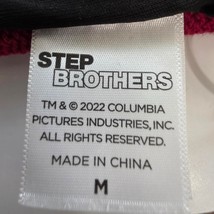 STEP
BROTHERS
TM & © 2022 COLUMBIA
PICTURES INDUSTRIES, INC.
ALL RIGHTS RESERVED.
MADE IN CHINA
M